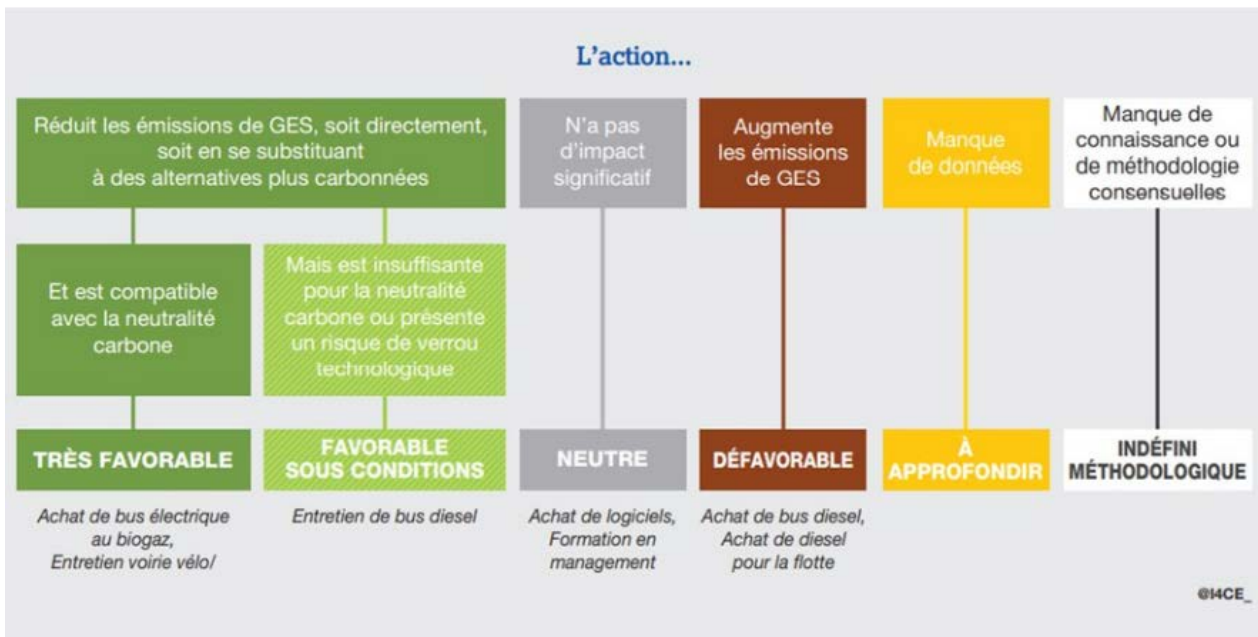 L'action...
Réduit les émissions de GES, soit directement,
soit en se substituant
à des alternatives plus carbonnées
N'a pas
d'impact
significatif
Augmente
les émissions
de GES
Manque
de données
Manque de
connaissance ou
de méthodologie
consensuelles
Et est compatible
avec la neutralité
carbone
Mais est insuffisante
pour la neutralité
carbone ou présente
un risque de verrou
technologique
TRÈS FAVORABLE
FAVORABLE
SOUS CONDITIONS
NEUTRE
DÉFAVORABLE
À
APPROFONDIR
INDÉFINI
MÉTHODOLOGIQUE
Achat de bus électrique
au biogaz,
Entretien voirie vélo/
Entretien de bus diesel
Achat de logiciels,
Formation en
management
Achat de bus diesel,
Achat de diesel
pour la flotte
@I4CE_